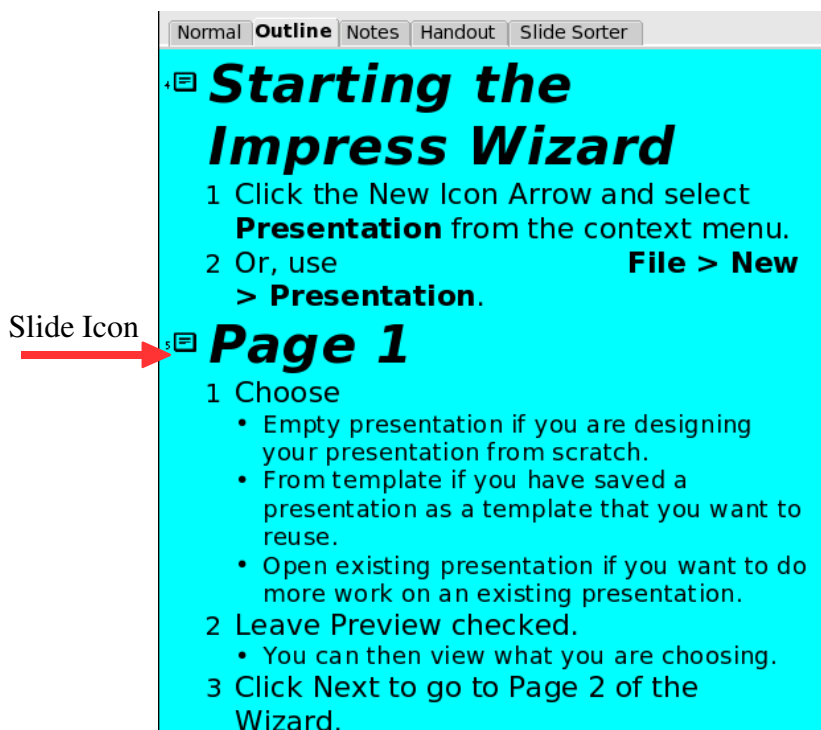 Normal Outline Notes Handout Slide Sorter
4 Starting the
Impress Wizard
1 Click the New Icon Arrow and select
Presentation from the context menu.
2 Or, use File > New
> Presentation.
Slide Icon
5 Page 1
1 Choose
• Empty presentation if you are designing
your presentation from scratch.
• From template if you have saved a
presentation as a template that you want to
reuse.
• Open existing presentation if you want to do
more work on an existing presentation.
2 Leave Preview checked.
• You can then view what you are choosing.
3 Click Next to go to Page 2 of the
Wizard.